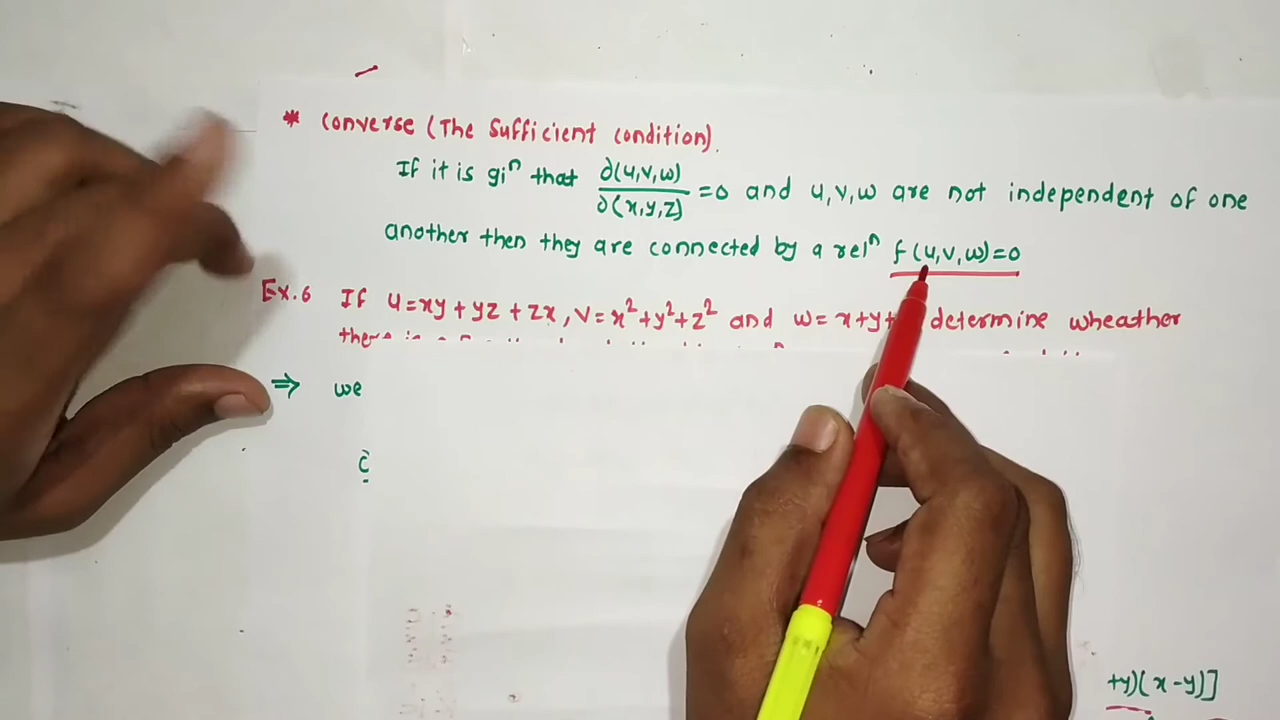 * Converse (The Sufficient condition).
If it is giⁿ that ∂(u,v,w)/∂(x,y,z) =0 and u,v,w are not independent of one
another then they are connected by a relⁿ f(u,v,w)=0
Ex.6 If u=xy+yz+zx, v=x²+y²+z² and w=x+y+ determine wheather
⇒ we
+y)(x-y)]